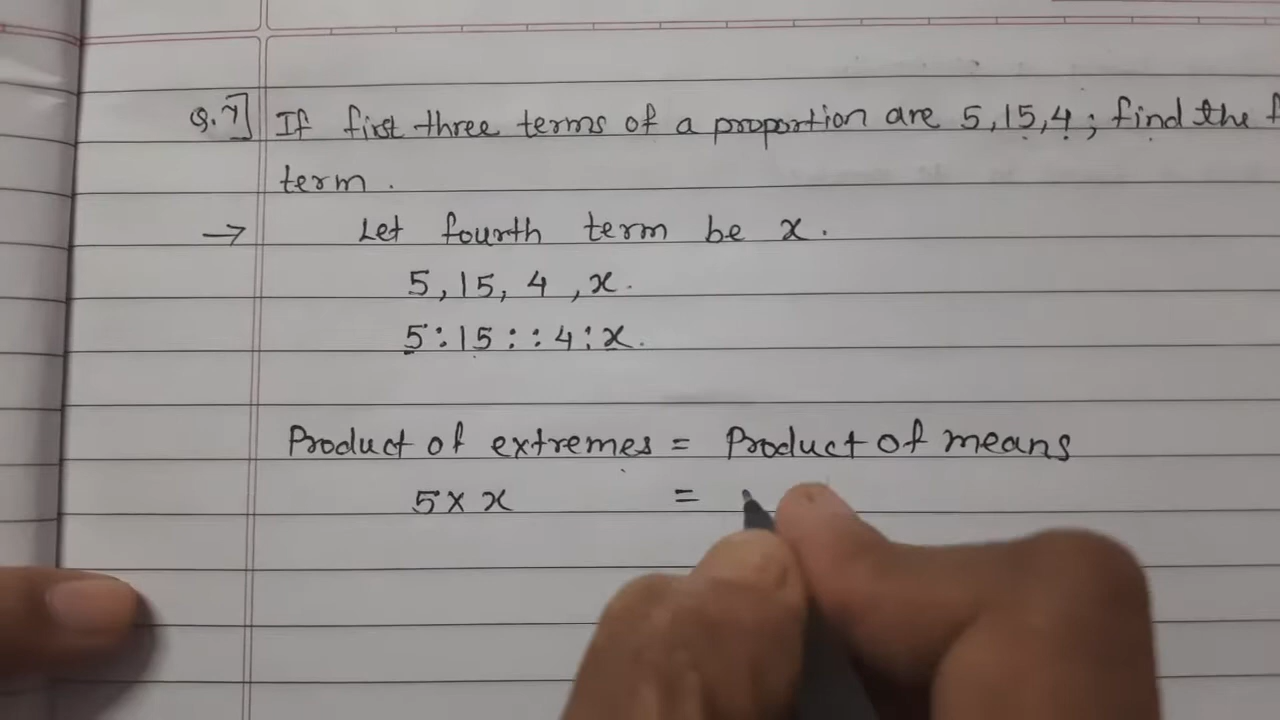 Q.7] If first three terms of a proportion are 5,15,4; find the
term.
→ Let fourth term be x.
5,15, 4 ,x.
5:15::4:x.
Product of extremes = Product of means
5 × x =